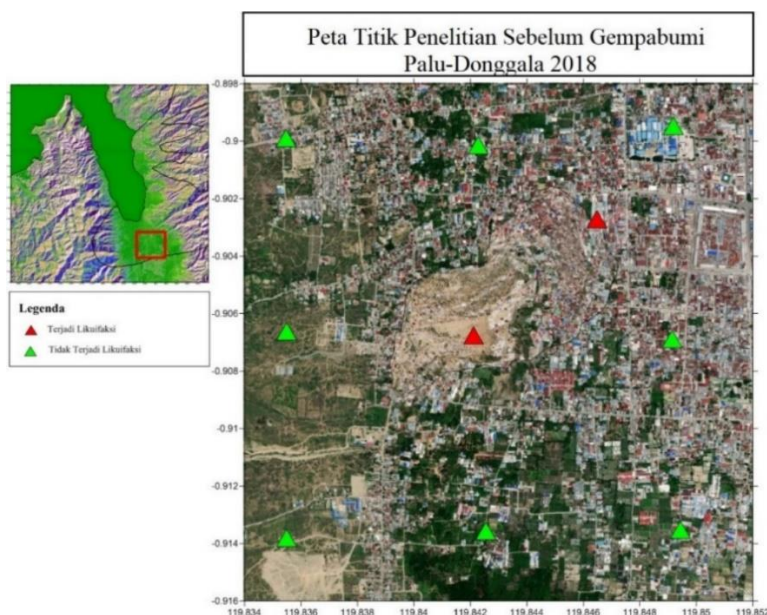 Peta Titik Penelitian Sebelum Gempabumi
Palu-Donggala 2018
Legenda
Terjadi Likuifaksi
Tidak Terjadi Likuifaksi
-0.898
-0.9
-0.902
-0.904
-0.906
-0.908
-0.91
-0.912
-0.914
-0.916
119.834 119.836 119.838 119.84 119.842 119.844 119.846 119.848 119.85 119.852